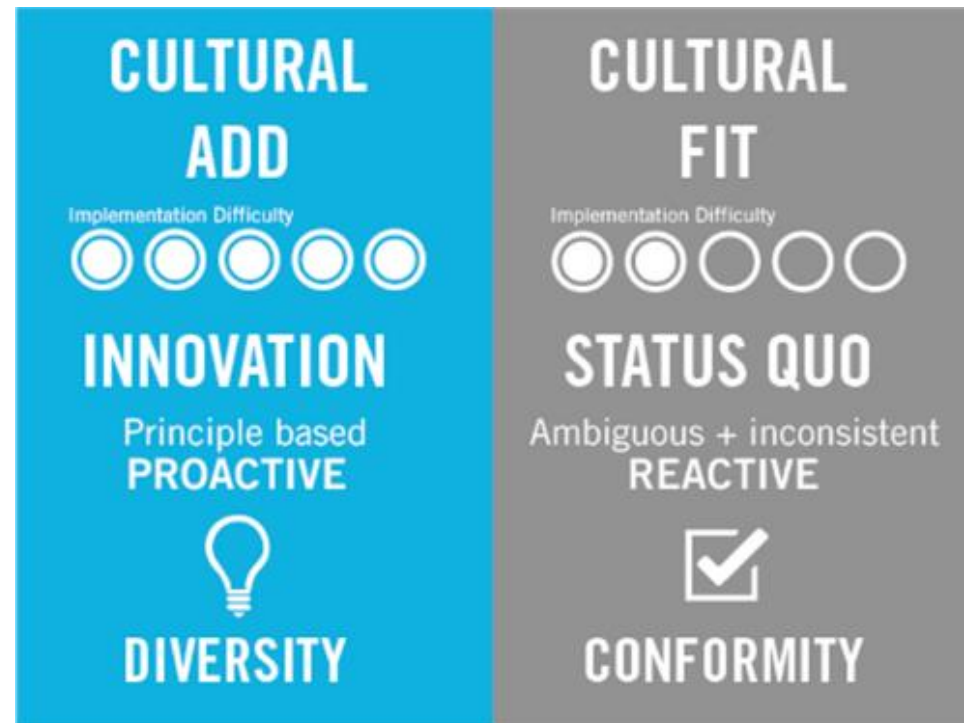 CULTURAL
ADD
Implementation Difficulty
INNOVATION
Principle based
PROACTIVE
DIVERSITY
CULTURAL
FIT
Implementation Difficulty
STATUS QUO
Ambiguous + inconsistent
REACTIVE
CONFORMITY